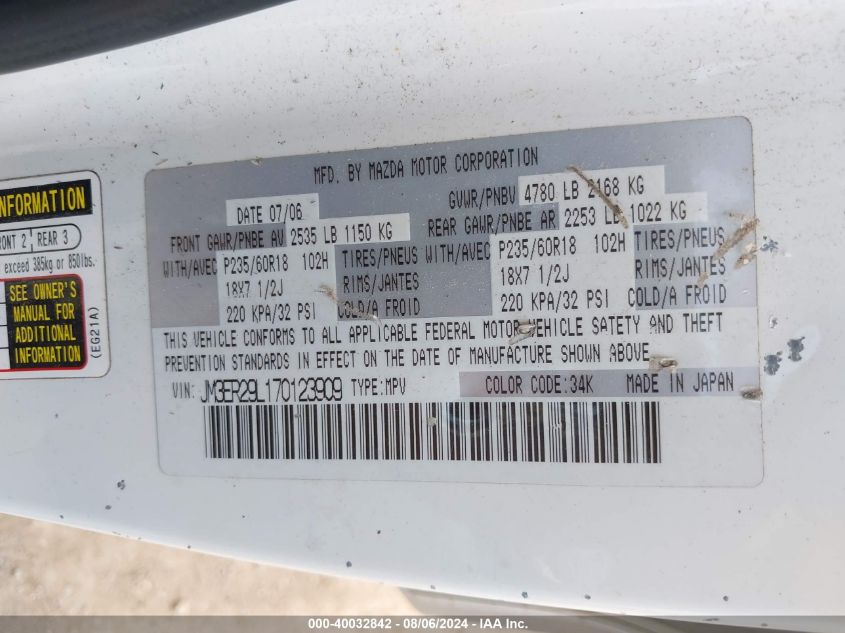 NFORMATION
RONT 2 REAR 3
exceed 385kg or 850lbs.
SEE OWNER'S
MANUAL FOR
ADDITIONAL
INFORMATION
(EG21A)
MFD. BY MAZDA MOTOR CORPORATION
DATE 07/06 GVWR/PNBV 4780 LB 2168 KG
FRONT GAWR/PNBE AV 2535 LB 1150 KG REAR GAWR/PNBE AR 2253 LB 1022 KG
WITH/AVEC P235/60R18 102H TIRES/PNEUS WITH/AVEC P235/60R18 102H TIRES/PNEUS
18X7 1/2J RIMS/JANTES 18X7 1/2J RIMS/JANTES
220 KPA/32 PSI COLD/A FROID 220 KPA/32 PSI COLD/A FROID
THIS VEHICLE CONFORMS TO ALL APPLICABLE FEDERAL MOTOR VEHICLE SAFETY AND THEFT
PREVENTION STANDARDS IN EFFECT ON THE DATE OF MANUFACTURE SHOWN ABOVE
VIN: JM3ER29L170123909 TYPE:MPV COLOR CODE:34K MADE IN JAPAN
000-40032842 - 08/06/2024 - IAA Inc.